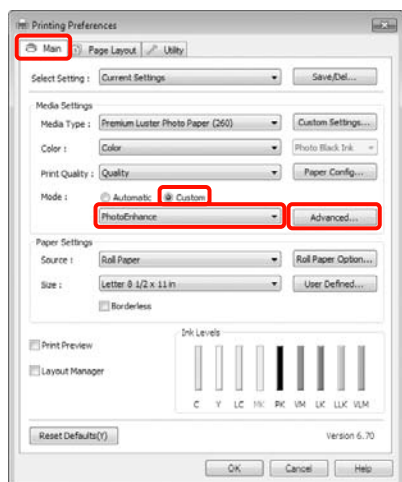 Printing Preferences
Main Page Layout Utility
Select Setting : Current Settings Save/Del...
Media Settings
Media Type : Premium Luster Photo Paper (260) Custom Settings...
Color : Color Photo Black Ink
Print Quality : Quality Paper Config...
Mode : Automatic Custom
PhotoEnhance Advanced...
Paper Settings
Source : Roll Paper Roll Paper Option...
Size : Letter 8 1/2 x 11 in User Defined...
Borderless
Ink Levels
Print Preview
Layout Manager
C Y LC MK PK VM LK LLK VLM
Reset Defaults(Y) Version 6.70
OK Cancel Help